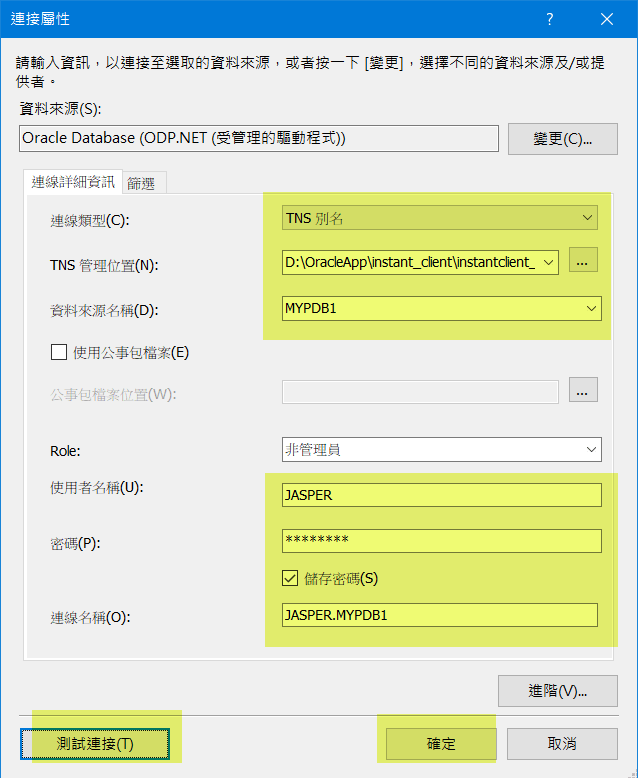 連接屬性
請輸入資訊，以連接至選取的資料來源，或者按一下 [變更]，選擇不同的資料來源及/或提
供者。
資料來源(S):
Oracle Database (ODP.NET (受管理的驅動程式))
變更(C)...
連線詳細資訊 篩選
連線類型(C): TNS 別名
TNS 管理位置(N): D:\OracleApp\instant_client\instantclient_ ...
資料來源名稱(D): MYPDB1
使用公事包檔案(E)
公事包檔案位置(W): ...
Role: 非管理員
使用者名稱(U): JASPER
密碼(P): ********
儲存密碼(S)
連線名稱(O): JASPER.MYPDB1
進階(V)...
測試連接(T) 確定 取消